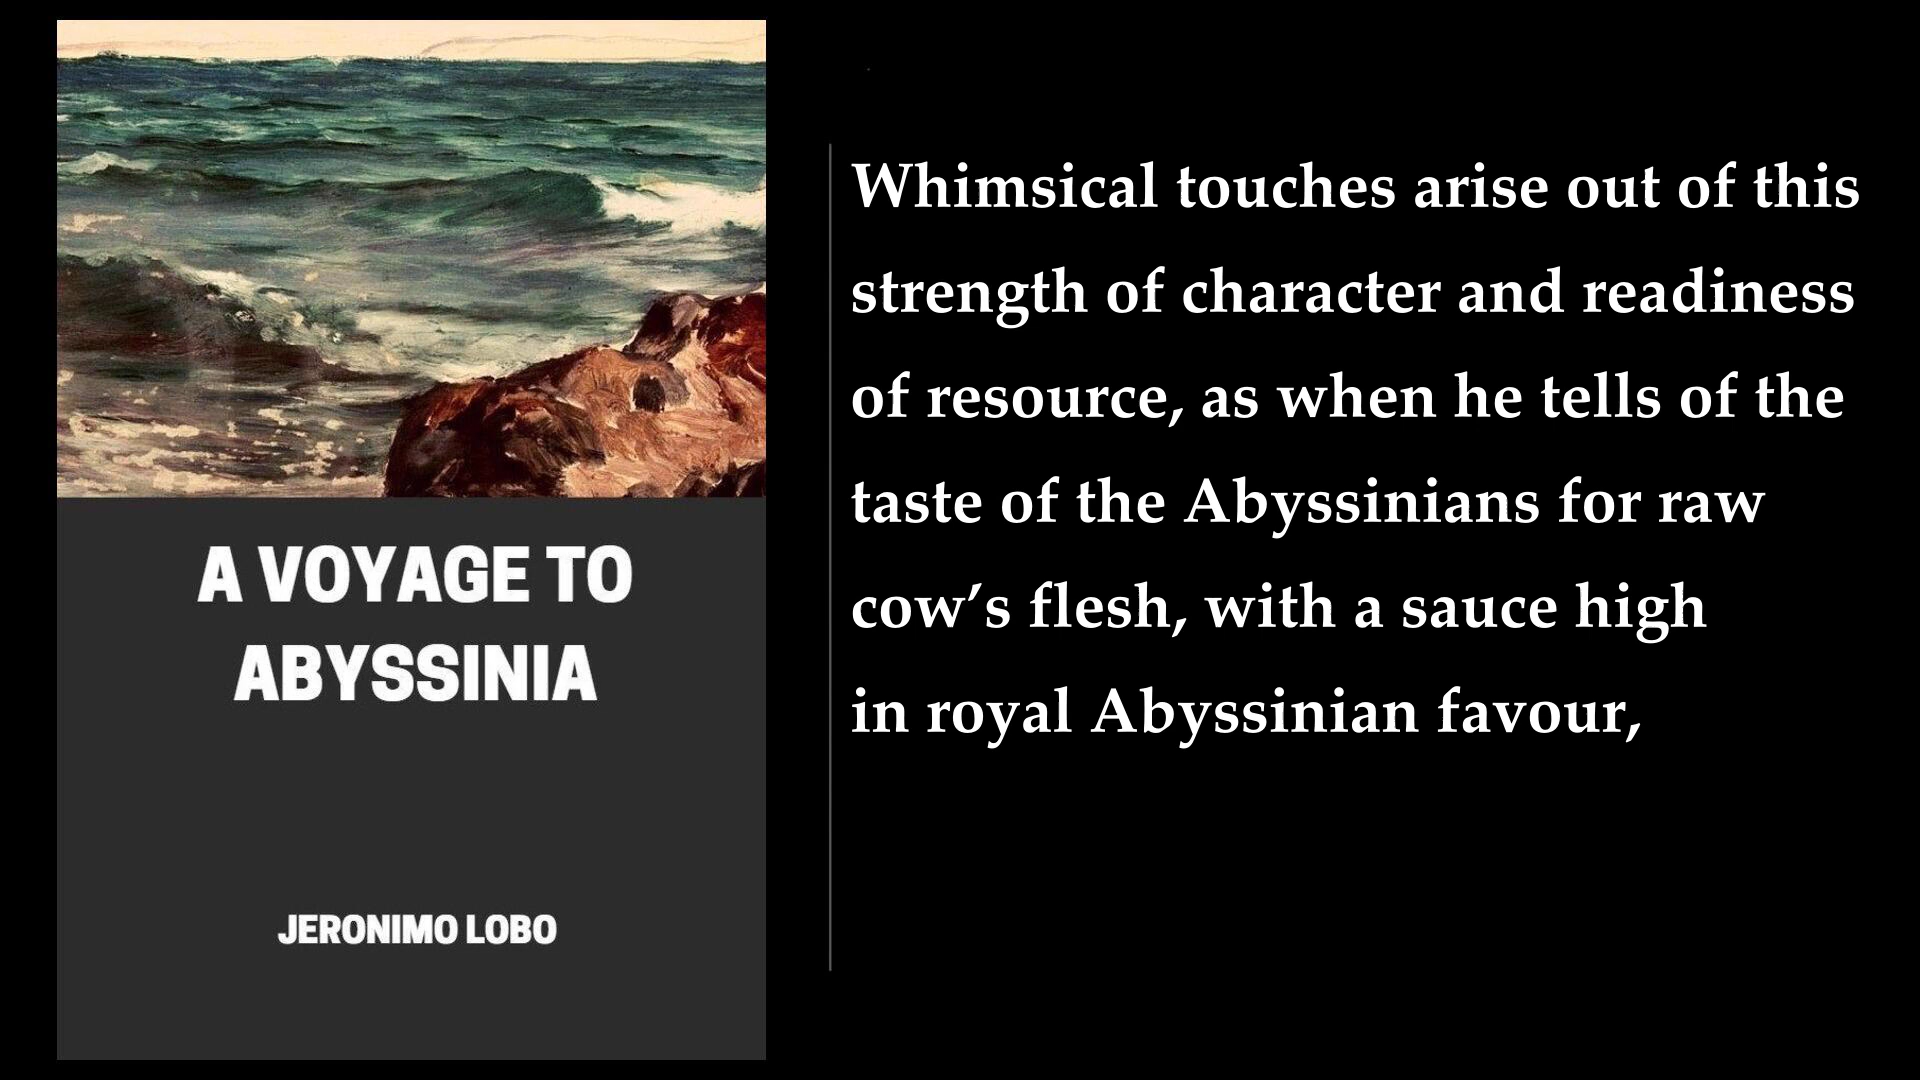 A VOYAGE TO
ABYSSINIA
JERONIMO LOBO
Whimsical touches arise out of this
strength of character and readiness
of resource, as when he tells of the
taste of the Abyssinians for raw
cow’s flesh, with a sauce high
in royal Abyssinian favour,